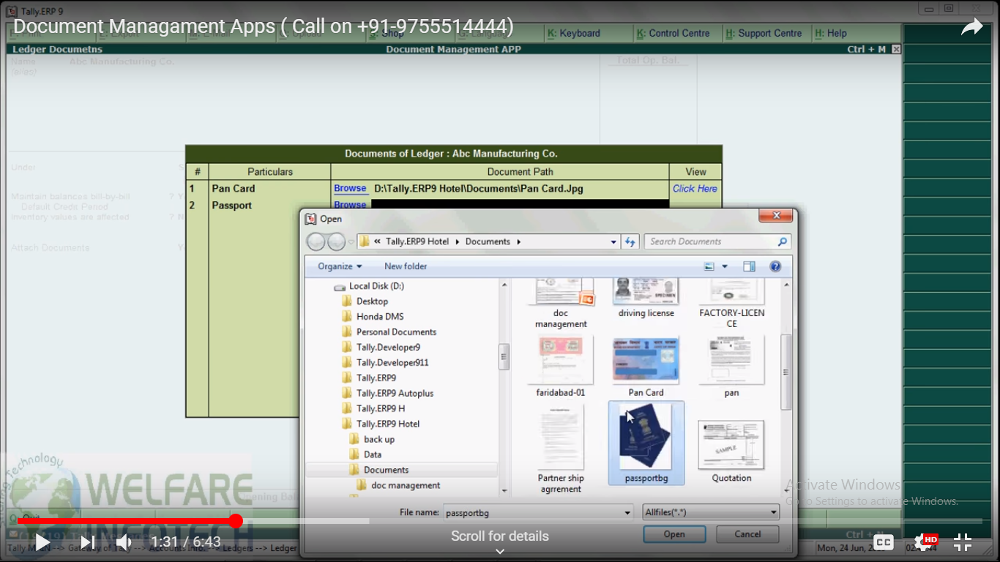 Tally.ERP 9
Document Managament Apps ( Call on +91-9755514444)
K: Keyboard
K: Control Centre
H: Support Centre
H: Help
Ledger Documetns
Document Management APP
Ctrl + M
Name
Abc Manufacturing Co.
Total Op. Bal.
(alias)
Documents of Ledger : Abc Manufacturing Co.
# Particulars Document Path View
1 Pan Card Browse D:\Tally.ERP9 Hotel\Documents\Pan Card.Jpg Click Here
2 Passport Browse
Under
Maintain balances bill-by-bill ? Y
Default Credit Period
Inventory values are affected ? N
Attach Documents
Open
« Tally.ERP9 Hotel Documents
Search Documents
Organize
New folder
Local Disk (D:)
Desktop
Honda DMS
Personal Documents
Tally.Developer9
Tally.Developer911
Tally.ERP9
Tally.ERP9 Autoplus
Tally.ERP9 H
Tally.ERP9 Hotel
back up
Data
Documents
doc management
doc
management
driving license
FACTORY-LICEN
CE
faridabad-01
Pan Card
pan
Partner ship
agrrement
passportbg
SAMPLE
Quotation
File name: passportbg
Allfiles(*.*)
Open
Cancel
Technology
WELFARE
INFOTECH
Activate Windows
Go to Settings to activate Windows.
Quit
1:31 / 6:43
Scroll for details
CC
HD
Tally MAIN --> Gateway of Tally --> Accounts Info. --> Ledgers --> Ledger
Mon, 24 Jun,